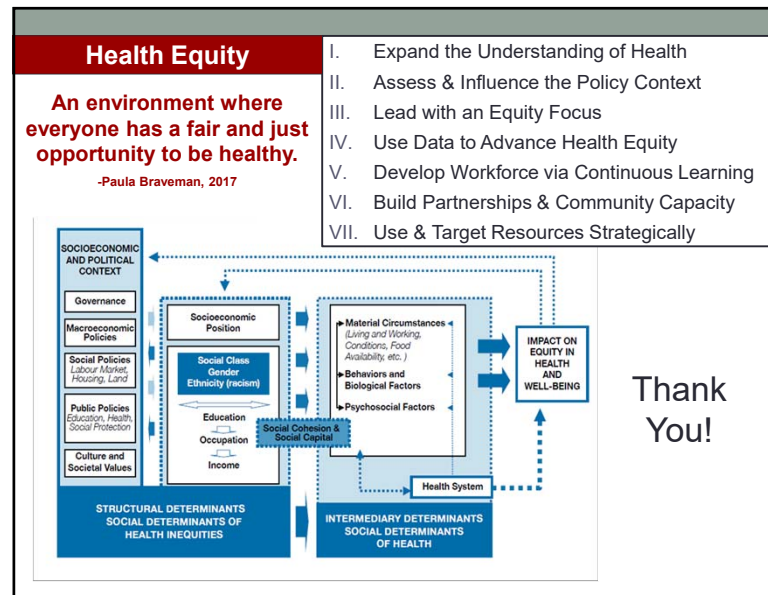 Health Equity
An environment where
everyone has a fair and just
opportunity to be healthy.
-Paula Braveman, 2017
I. Expand the Understanding of Health
II. Assess & Influence the Policy Context
III. Lead with an Equity Focus
IV. Use Data to Advance Health Equity
V. Develop Workforce via Continuous Learning
VI. Build Partnerships & Community Capacity
VII. Use & Target Resources Strategically
SOCIOECONOMIC
AND POLITICAL
CONTEXT
Governance
Macroeconomic
Policies
Social Policies
Labour Market,
Housing, Land
Public Policies
Education, Health,
Social Protection
Culture and
Societal Values
Socioeconomic
Position
Social Class
Gender
Ethnicity (racism)
Education
Occupation
Income
Social Cohesion &
Social Capital
Material Circumstances
(Living and Working,
Conditions, Food
Availability, etc. )
Behaviors and
Biological Factors
Psychosocial Factors
Health System
IMPACT ON
EQUITY IN
HEALTH
AND
WELL-BEING
STRUCTURAL DETERMINANTS
SOCIAL DETERMINANTS OF
HEALTH INEQUITIES
INTERMEDIARY DETERMINANTS
SOCIAL DETERMINANTS
OF HEALTH
Thank
You!